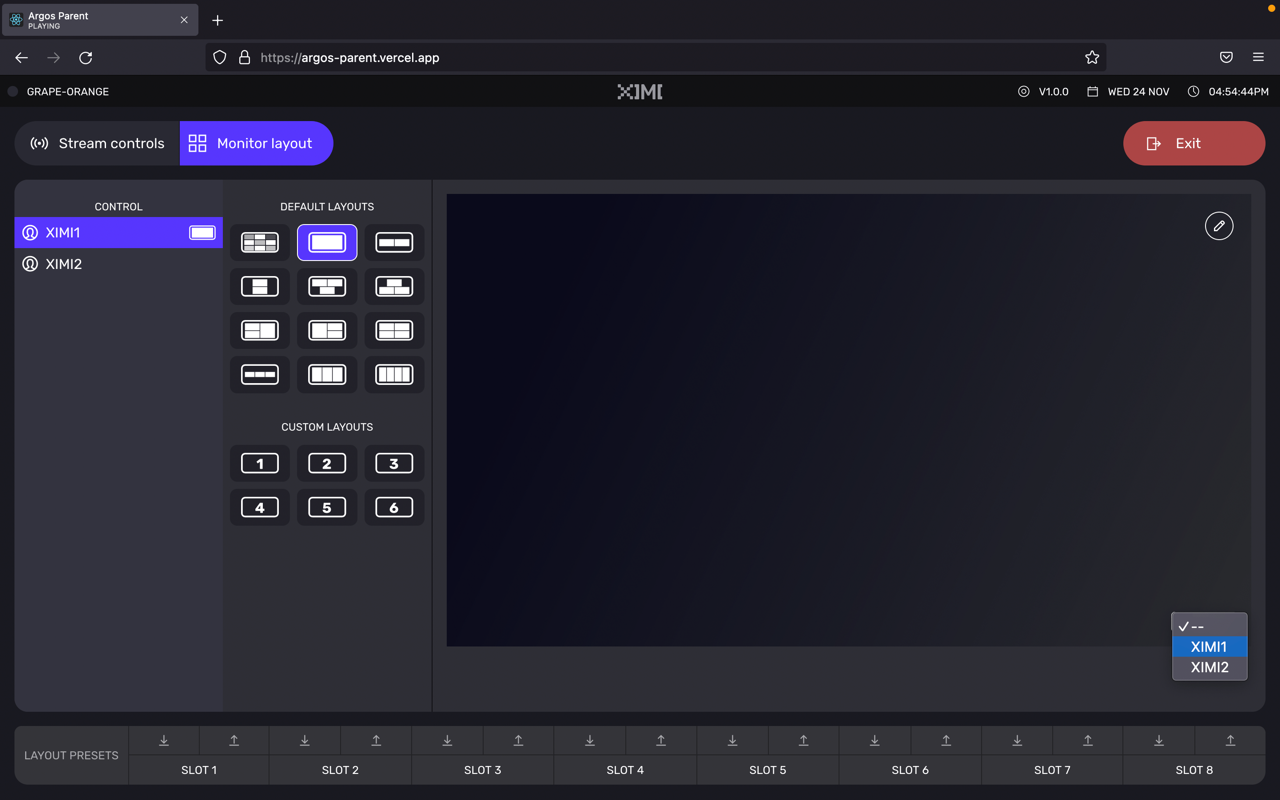 Argos Parent
PLAYING
https://argos-parent.vercel.app
GRAPE-ORANGE
XIMI
V1.0.0
WED 24 NOV
04:54:44PM
Stream controls
Monitor layout
Exit
CONTROL
XIMI1
XIMI2
DEFAULT LAYOUTS
CUSTOM LAYOUTS
1
2
3
4
5
6
--
XIMI1
XIMI2
LAYOUT PRESETS
SLOT 1
SLOT 2
SLOT 3
SLOT 4
SLOT 5
SLOT 6
SLOT 7
SLOT 8